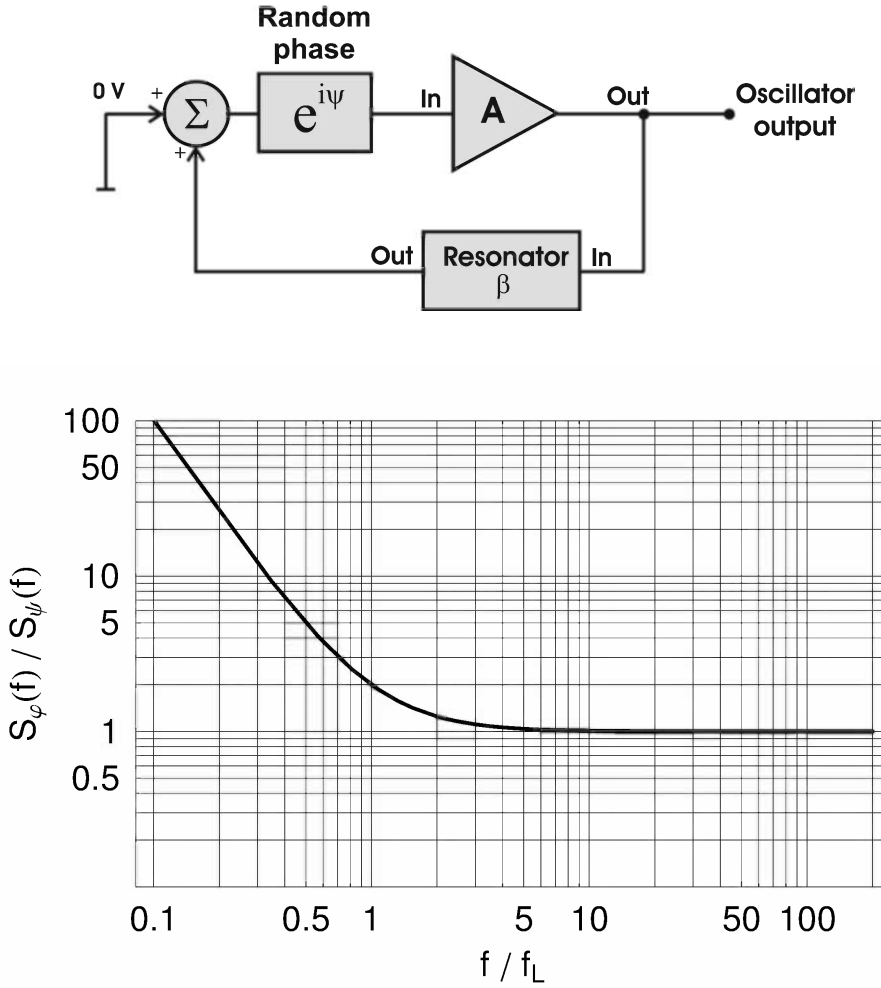 Random
phase
0 V
+
Σ
e^{iψ}
In
A
Out
Oscillator
output
+
Out
Resonator
β
In
100
50
10
5
1
0.5
S_φ(f) / S_ψ(f)
0.1
0.5
1
5
10
50
100
f / f_L